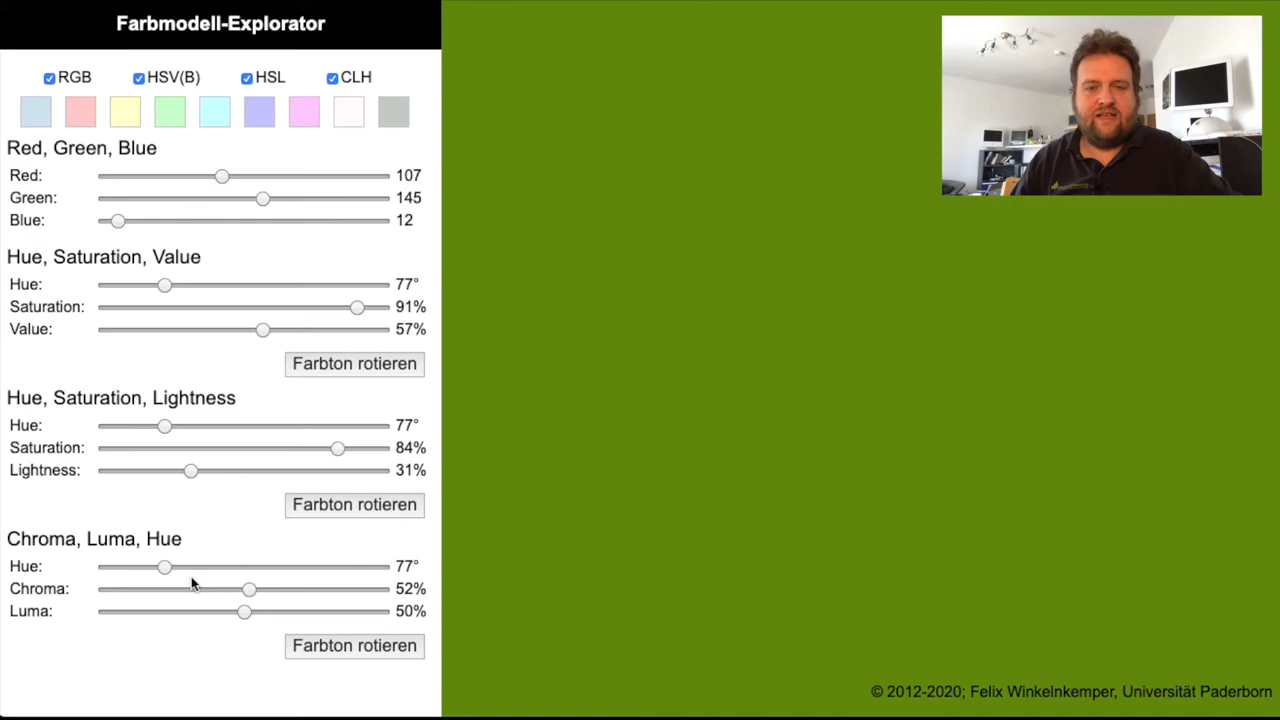 Farbmodell-Explorator
RGB HSV(B) HSL CLH
Red, Green, Blue
Red: 107
Green: 145
Blue: 12
Hue, Saturation, Value
Hue: 77°
Saturation: 91%
Value: 57%
Farbton rotieren
Hue, Saturation, Lightness
Hue: 77°
Saturation: 84%
Lightness: 31%
Farbton rotieren
Chroma, Luma, Hue
Hue: 77°
Chroma: 52%
Luma: 50%
Farbton rotieren
© 2012-2020; Felix Winkelnkemper, Universität Paderborn